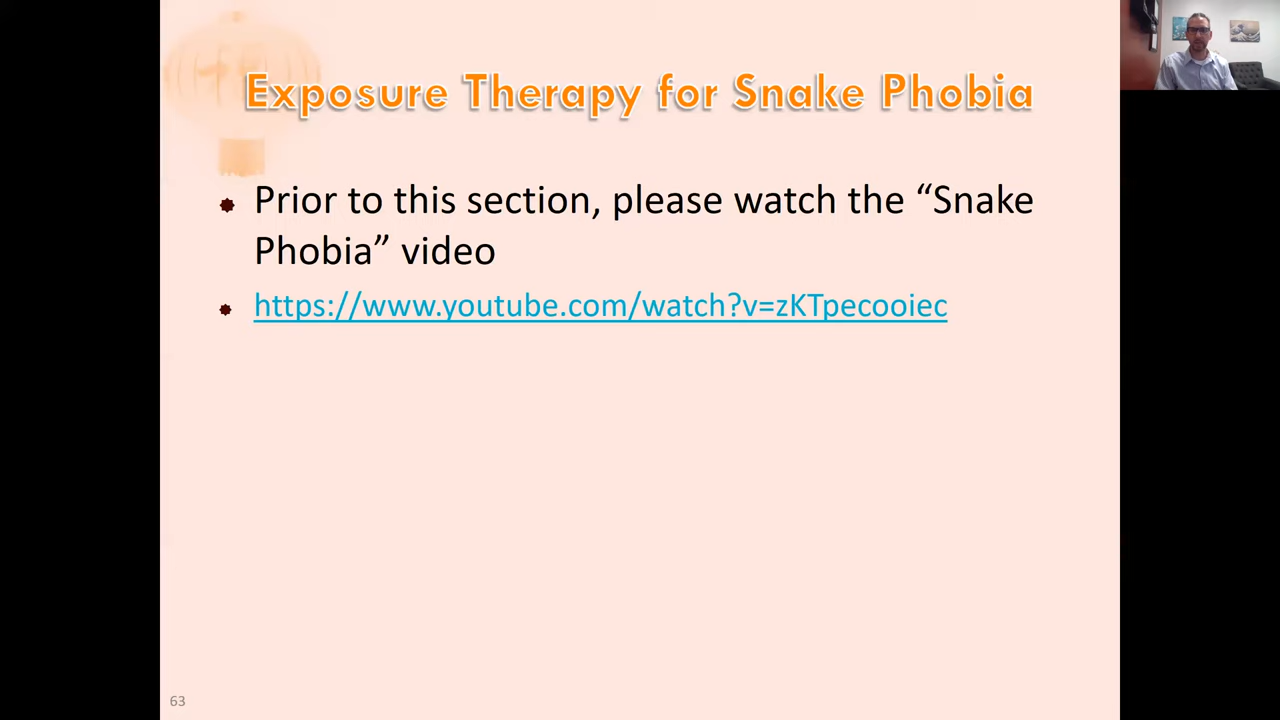 Exposure Therapy for Snake Phobia
Prior to this section, please watch the “Snake
Phobia” video
https://www.youtube.com/watch?v=zKTpecooiec
63